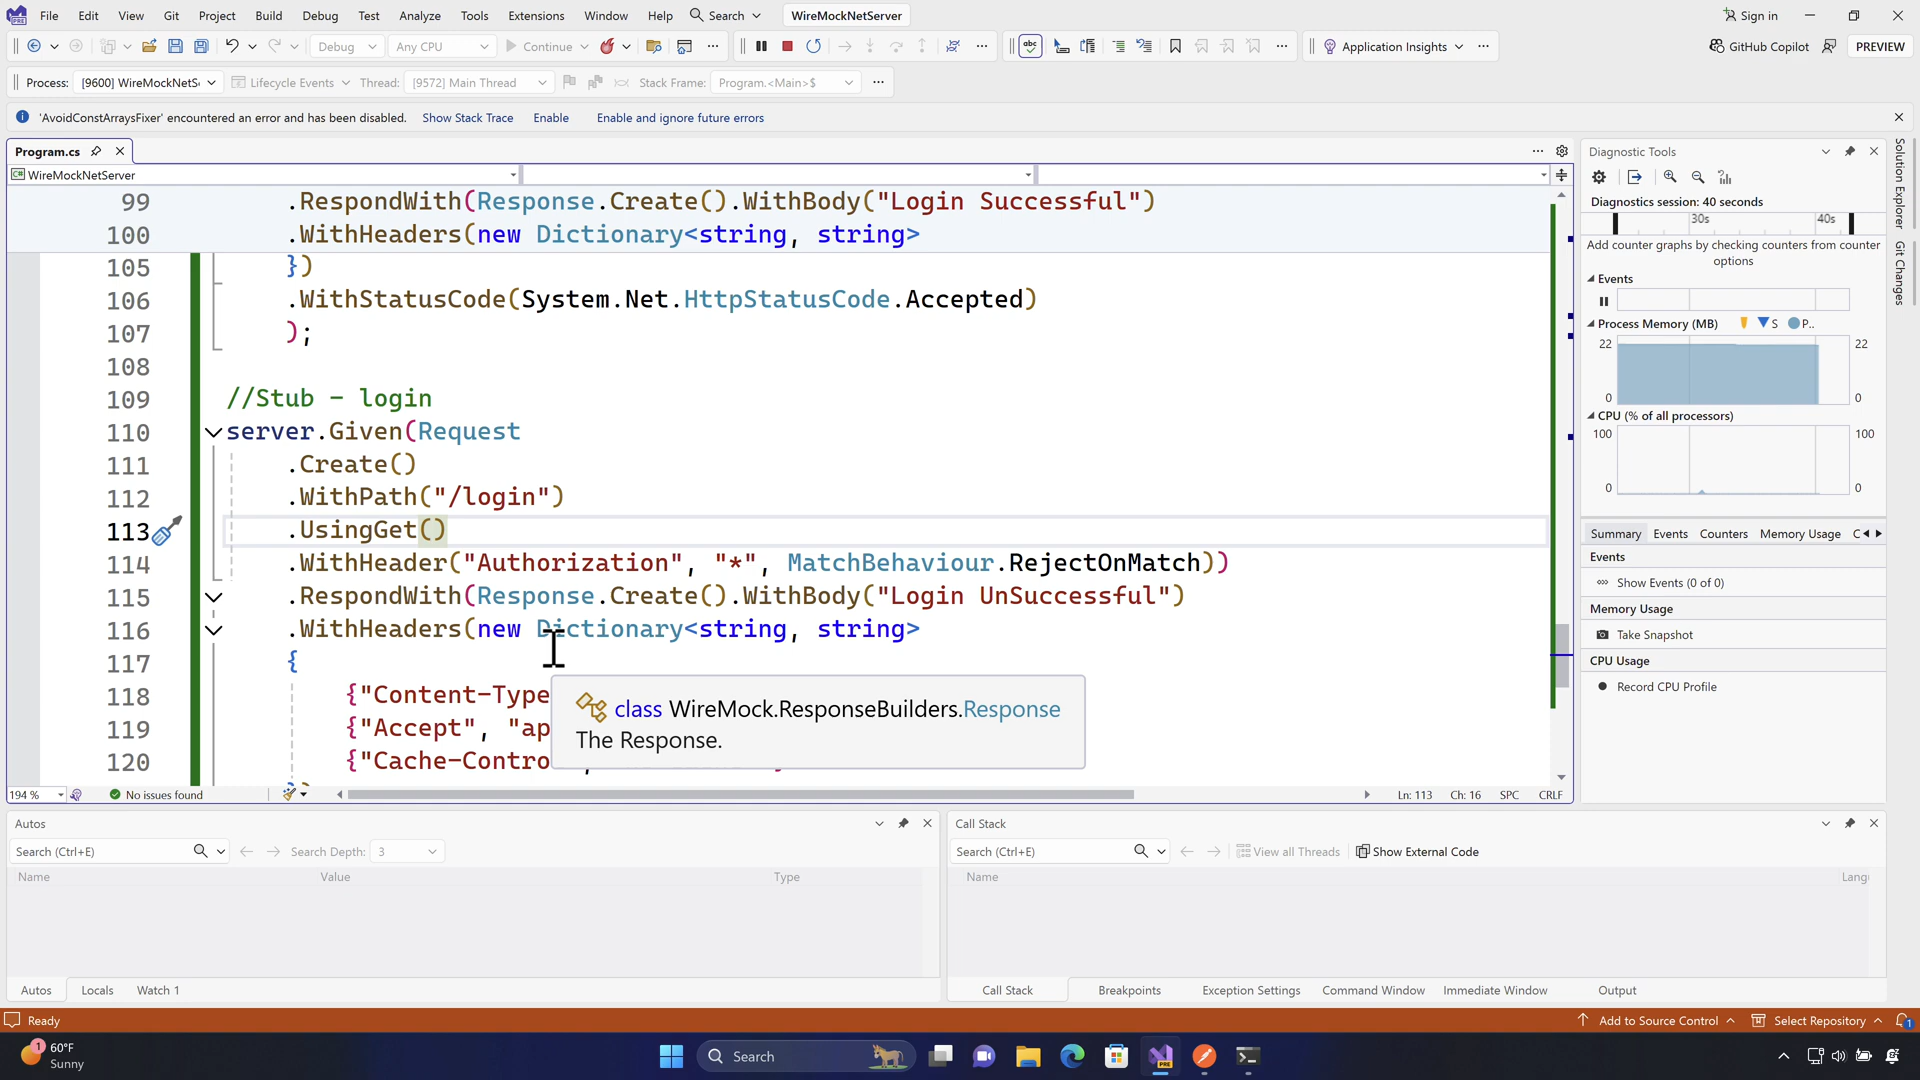 File Edit View Git Project Build Debug Test Analyze Tools Extensions Window Help Search WireMockNetServer Sign in
Debug Any CPU Continue Application Insights GitHub Copilot PREVIEW
Process: [9600] WireMockNetS Lifecycle Events Thread: [9572] Main Thread Stack Frame: Program.<Main>$
'AvoidConstArraysFixer' encountered an error and has been disabled. Show Stack Trace Enable Enable and ignore future errors
Program.cs
WireMockNetServer
99 .RespondWith(Response.Create().WithBody("Login Successful")
100 .WithHeaders(new Dictionary<string, string>
105 })
106 .WithStatusCode(System.Net.HttpStatusCode.Accepted)
107 );
108
109 //Stub - login
110 server.Given(Request
111 .Create()
112 .WithPath("/login")
113 .UsingGet()
114 .WithHeader("Authorization", "*", MatchBehaviour.RejectOnMatch))
115 .RespondWith(Response.Create().WithBody("Login UnSuccessful")
116 .WithHeaders(new Dictionary<string, string>
117 {
118 {"Content-Type
119 {"Accept", "ap
120 {"Cache-Contro
class WireMock.ResponseBuilders.Response
The Response.
194 % No issues found Ln: 113 Ch: 16 SPC CRLF
Diagnostic Tools
Diagnostics session: 40 seconds
30s 40s
Add counter graphs by checking counters from counter
options
Events
Process Memory (MB) S P..
22 22
0 0
CPU (% of all processors)
100 100
0 0
Summary Events Counters Memory Usage C
Events
Show Events (0 of 0)
Memory Usage
Take Snapshot
CPU Usage
Record CPU Profile
Solution Explorer
Git Changes
Autos
Search (Ctrl+E) Search Depth: 3
Name Value Type
Autos Locals Watch 1
Call Stack
Search (Ctrl+E) View all Threads Show External Code
Name Lang
Call Stack Breakpoints Exception Settings Command Window Immediate Window Output
Ready Add to Source Control Select Repository 1
1 60°F
Sunny
Search
PRE